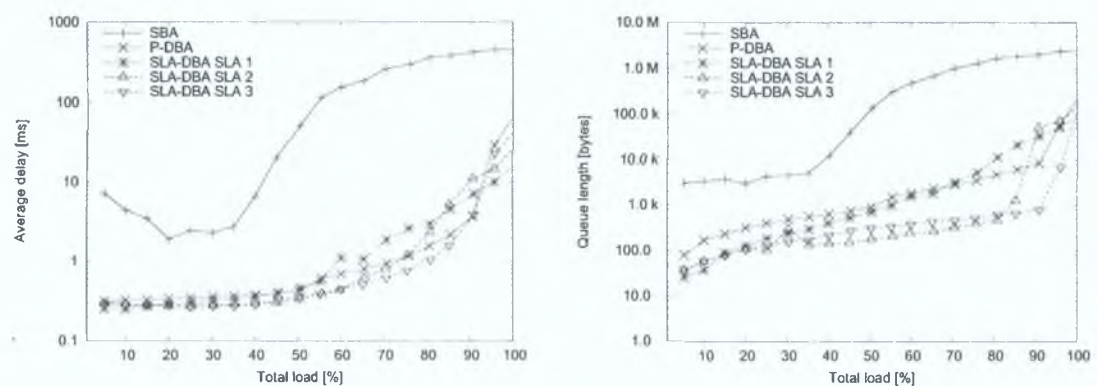 1000
100
10
1
0.1
Average delay [ms]
SBA
P-DBA
SLA-DBA SLA 1
SLA-DBA SLA 2
SLA-DBA SLA 3
10 20 30 40 50 60 70 80 90 100
Total load [%]
10.0 M
1.0 M
100.0 k
10.0 k
1.0 k
100.0
10.0
1.0
Queue length [bytes]
SBA
P-DBA
SLA-DBA SLA 1
SLA-DBA SLA 2
SLA-DBA SLA 3
10 20 30 40 50 60 70 80 90 100
Total load [%]